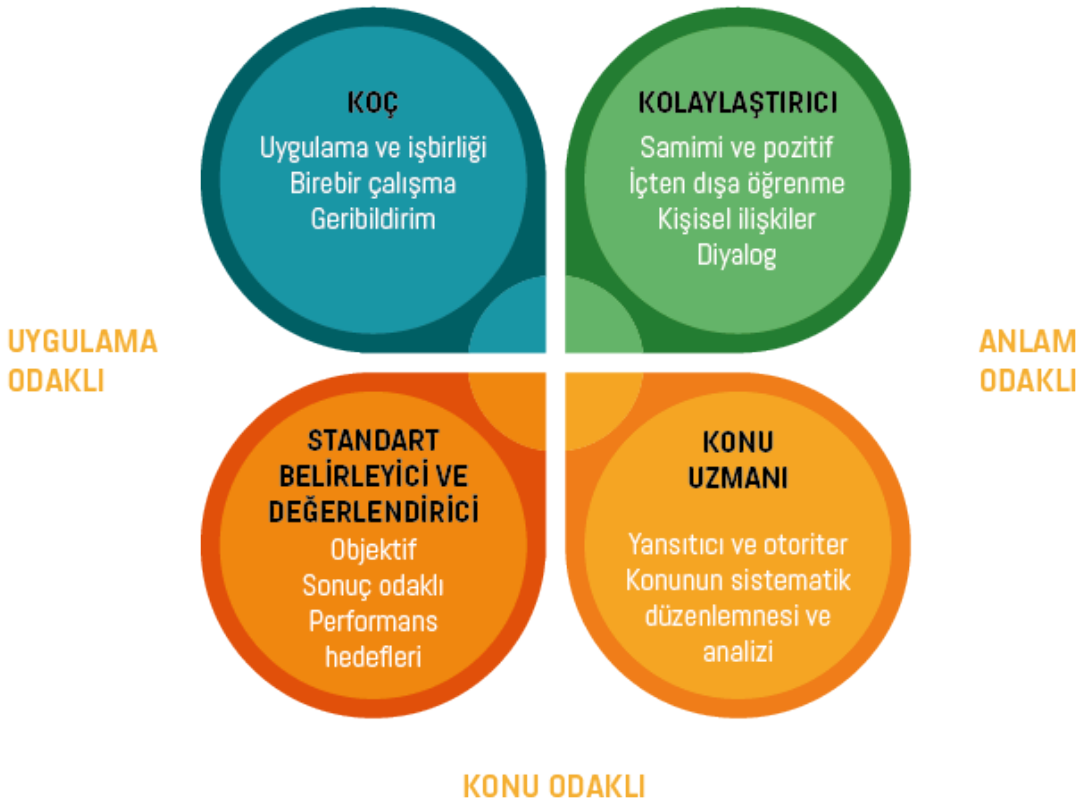 KOÇ
Uygulama ve işbirliği
Birebir çalışma
Geribildirim
KOLAYLAŞTIRICI
Samimi ve pozitif
İçten dışa öğrenme
Kişisel ilişkiler
Diyalog
UYGULAMA
ODAKLI
ANLAM
ODAKLI
STANDART
BELİRLEYİCİ VE
DEĞERLENDİRİCİ
Objektif
Sonuç odaklı
Performans
hedefleri
KONU
UZMANI
Yansıtıcı ve otoriter
Konunun sistematik
düzenlemnesi ve
analizi
KONU ODAKLI